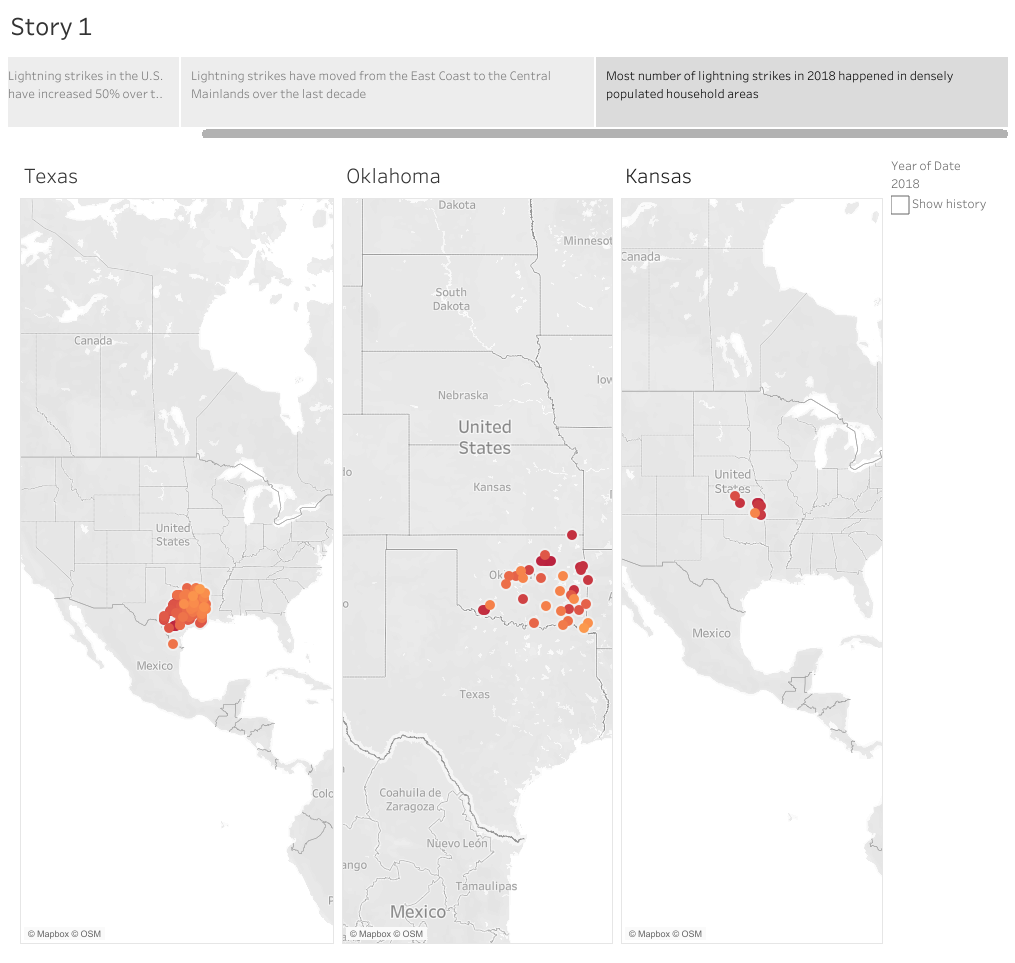 Story 1
Lightning strikes in the U.S.
have increased 50% over t..
Lightning strikes have moved from the East Coast to the Central
Mainlands over the last decade
Most number of lightning strikes in 2018 happened in densely
populated household areas
Texas
Oklahoma
Kansas
Year of Date
2018
Show history
Canada
United
States
Mexico
Colo
P
© Mapbox © OSM
Dakota
Minnesot
South
Dakota
Iow
Nebraska
United
States
do
Kansas
Ok
o
Texas
Coahuila de
Zaragoza
Nuevo León
ango
Tamaulipas
Mexico
© Mapbox © OSM
Canada
United
States
Mexico
© Mapbox © OSM